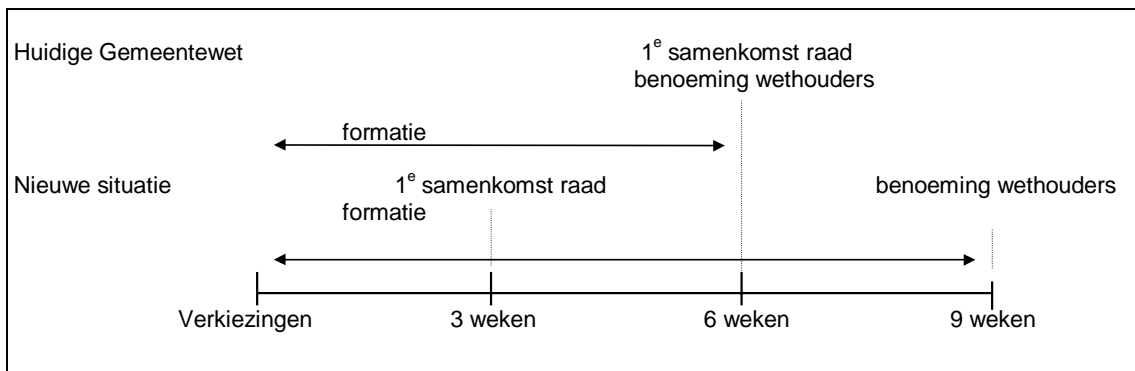 Huidige Gemeentewet
1e samenkomst raad
benoeming wethouders
formatie
Nieuwe situatie
1e samenkomst raad
benoeming wethouders
formatie
Verkiezingen
3 weken
6 weken
9 weken